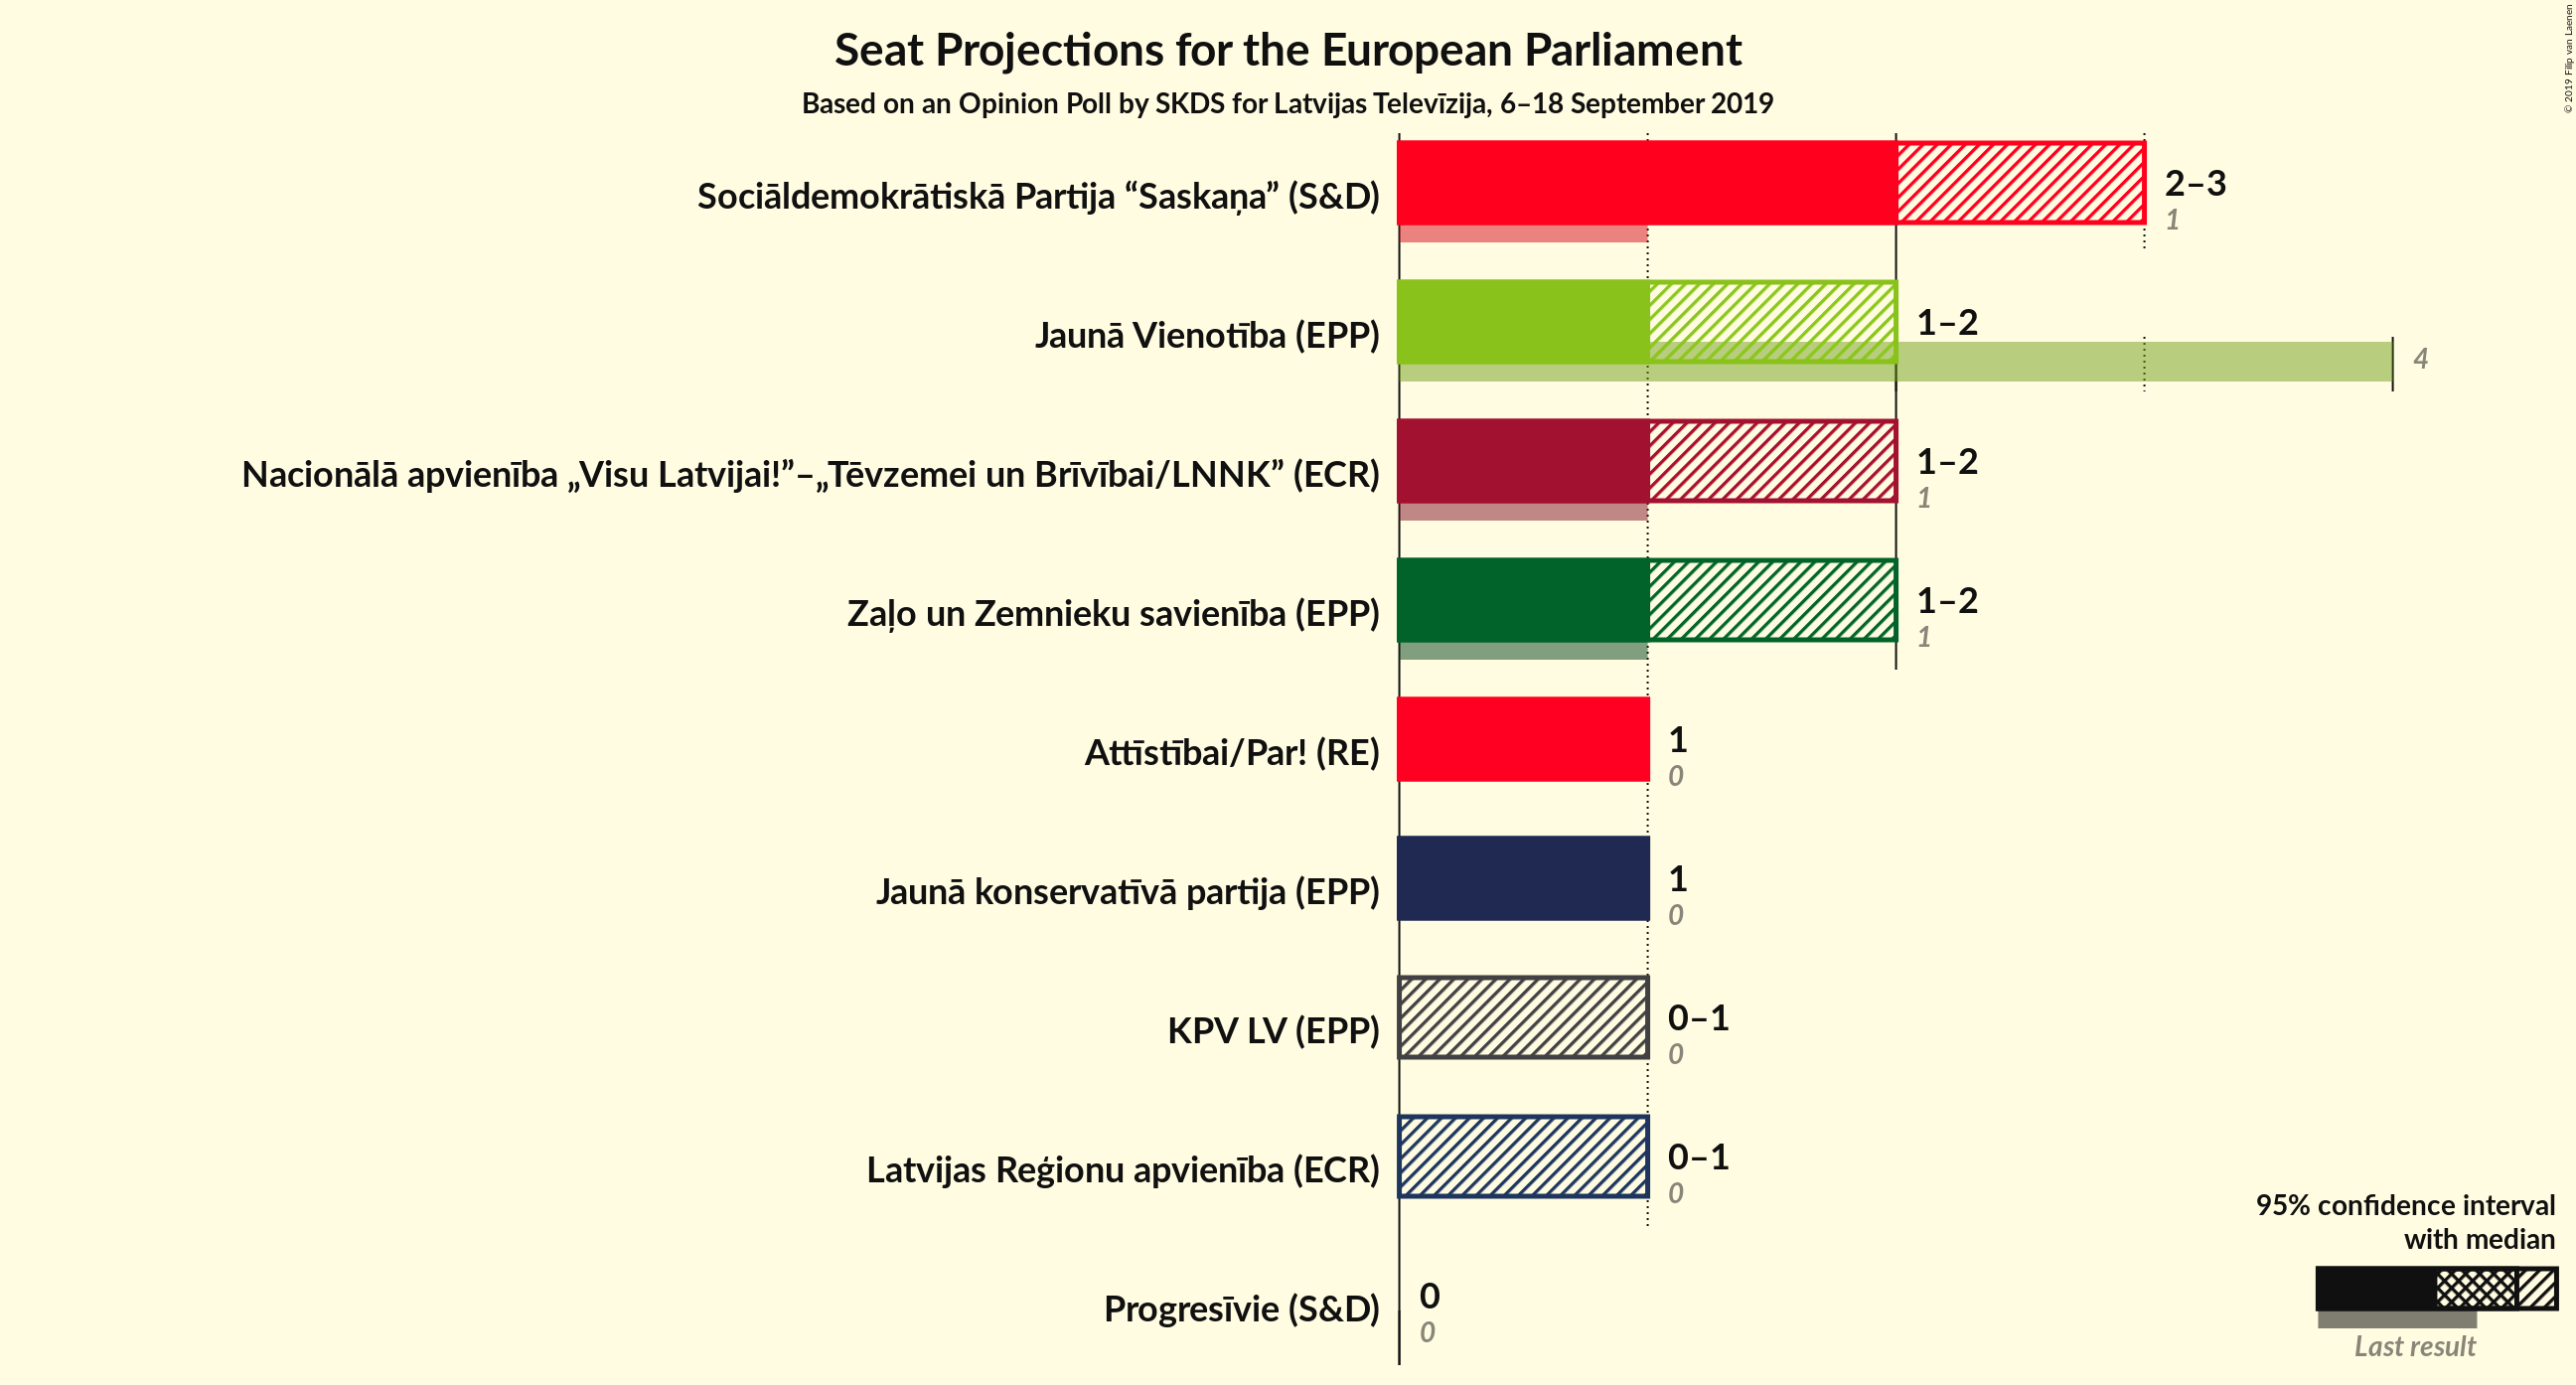 Seat Projections for the European Parliament
Based on an Opinion Poll by SKDS for Latvijas Televīzija, 6–18 September 2019
© 2019 Filip van Laenen
Sociāldemokrātiskā Partija “Saskaņa” (S&D)
2–3
1
Jaunā Vienotība (EPP)
1–2
4
Nacionālā apvienība „Visu Latvijai!”–„Tēvzemei un Brīvībai/LNNK” (ECR)
1–2
1
Zaļo un Zemnieku savienība (EPP)
1–2
1
Attīstībai/Par! (RE)
1
0
Jaunā konservatīvā partija (EPP)
1
0
KPV LV (EPP)
0–1
0
Latvijas Reģionu apvienība (ECR)
0–1
0
Progresīvie (S&D)
0
0
95% confidence interval
with median
Last result